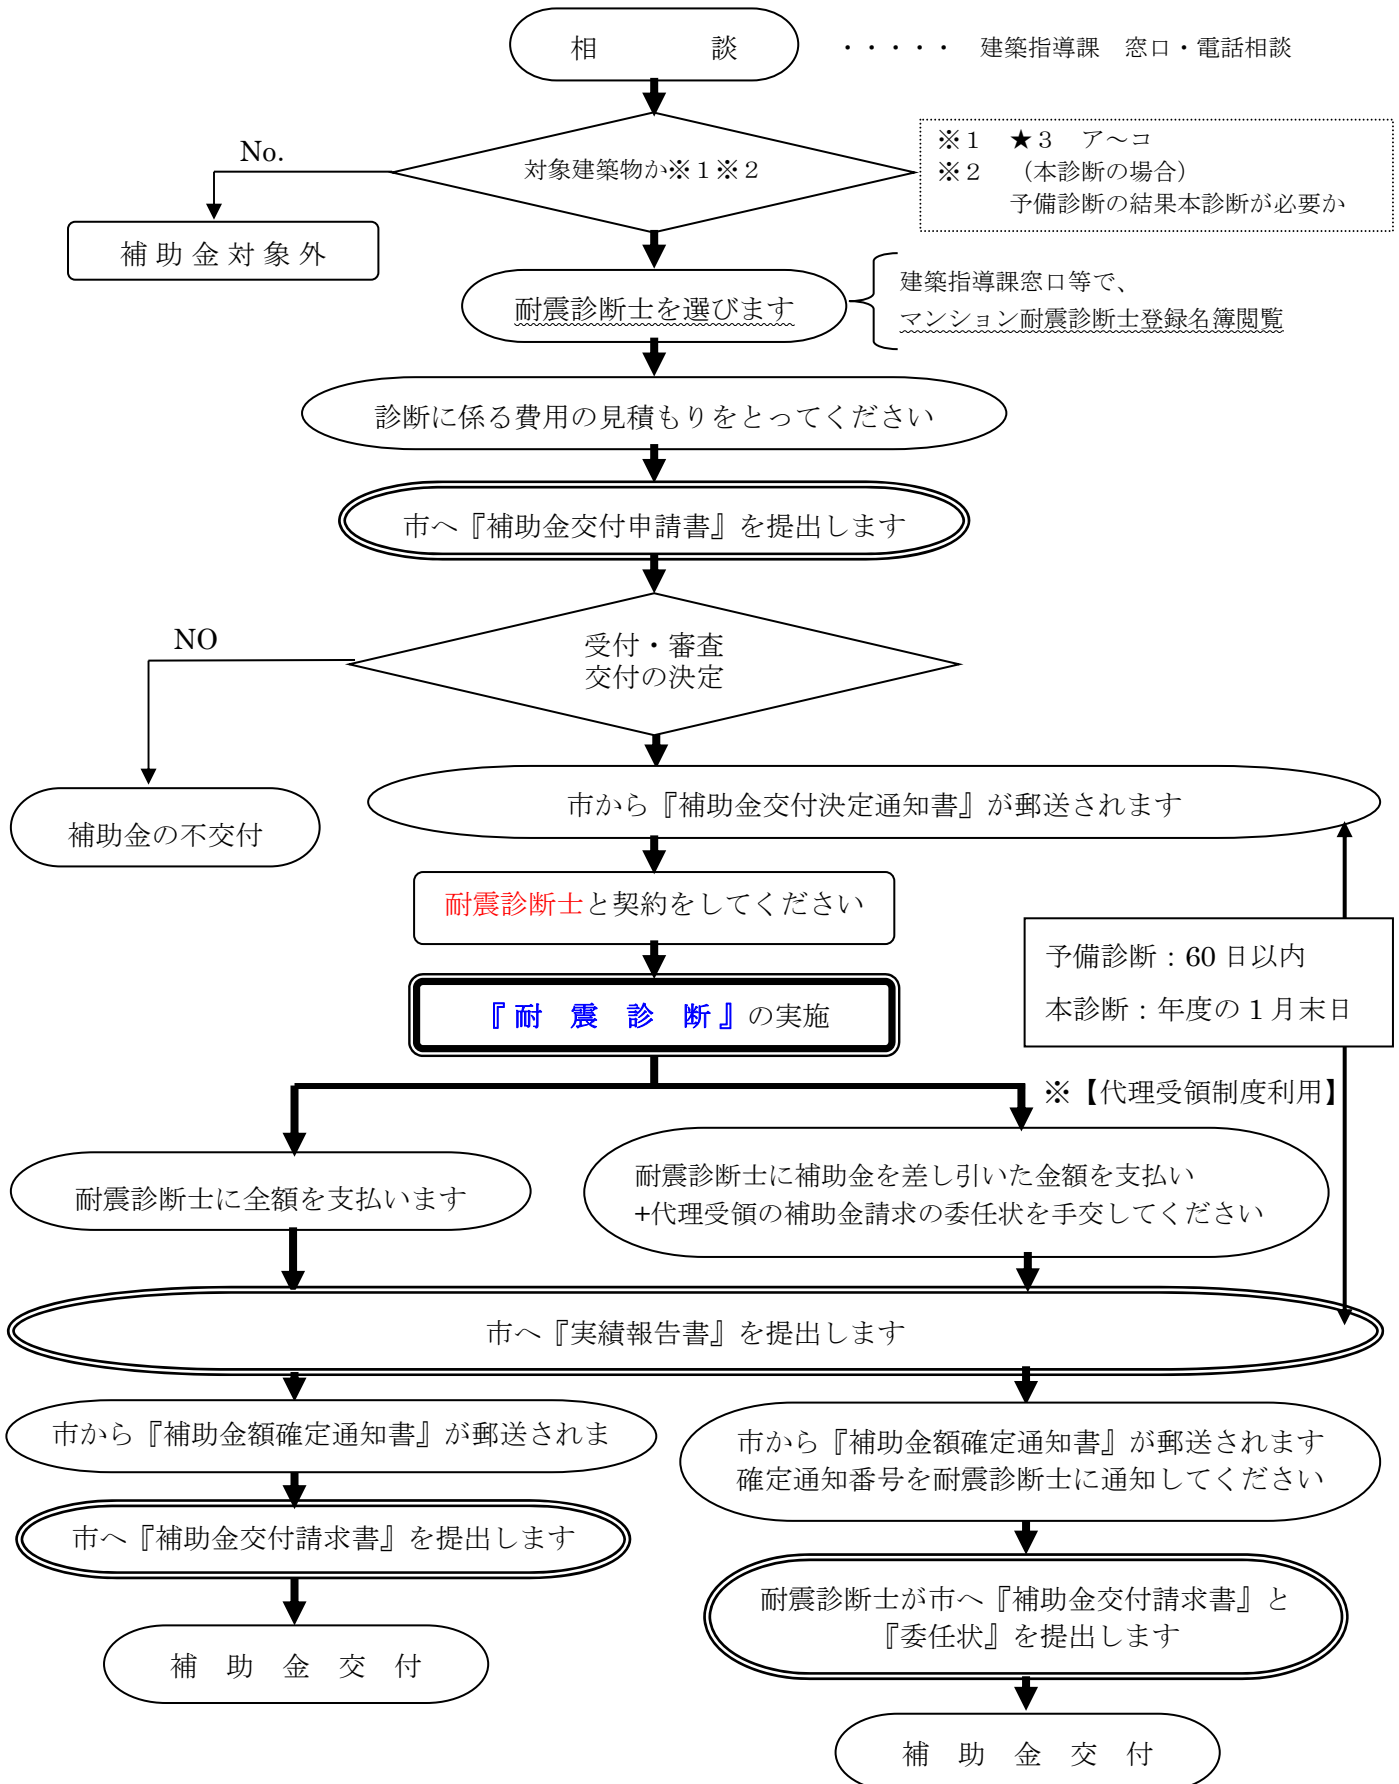 相　　談
・・・・・　建築指導課　窓口・電話相談
No.
対象建築物か※１※２
※１　★３　ア～コ
※２　（本診断の場合）
予備診断の結果本診断が必要か
補助金対象外
耐震診断士を選びます
建築指導課窓口等で、
マンション耐震診断士登録名簿閲覧
診断に係る費用の見積もりをとってください
市へ『補助金交付申請書』を提出します
NO
受付・審査
交付の決定
市から『補助金交付決定通知書』が郵送されます
補助金の不交付
耐震診断士と契約をしてください
予備診断：60 日以内
本診断：年度の 1 月末日
『耐　震　診　断』の実施
※【代理受領制度利用】
耐震診断士に全額を支払います
耐震診断士に補助金を差し引いた金額を支払い
+代理受領の補助金請求の委任状を手交してください
市へ『実績報告書』を提出します
市から『補助金額確定通知書』が郵送されま
市から『補助金額確定通知書』が郵送されます
確定通知番号を耐震診断士に通知してください
市へ『補助金交付請求書』を提出します
耐震診断士が市へ『補助金交付請求書』と
『委任状』を提出します
補　助　金　交　付
補　助　金　交　付